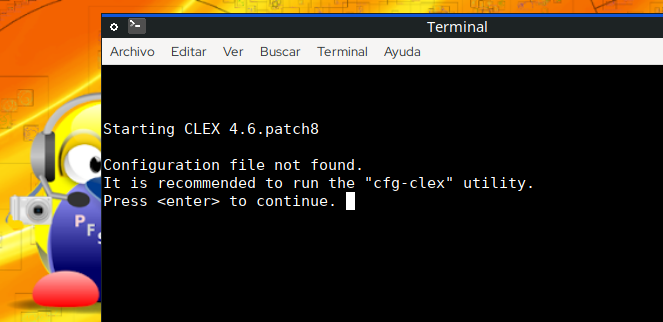 Terminal
Archivo Editar Ver Buscar Terminal Ayuda
Starting CLEX 4.6.patch8
Configuration file not found.
It is recommended to run the "cfg-clex" utility.
Press <enter> to continue.
P F S